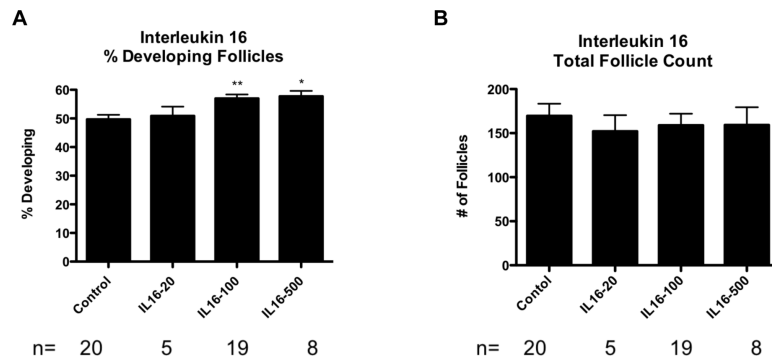 A
Interleukin 16
% Developing Follicles
% Developing
60
50
40
30
20
10
0
**
*
Control
IL16-20
IL16-100
IL16-500
n= 20 5 19 8
B
Interleukin 16
Total Follicle Count
# of Follicles
200
150
100
50
0
Contol
IL16-20
IL16-100
IL16-500
n= 20 5 19 8